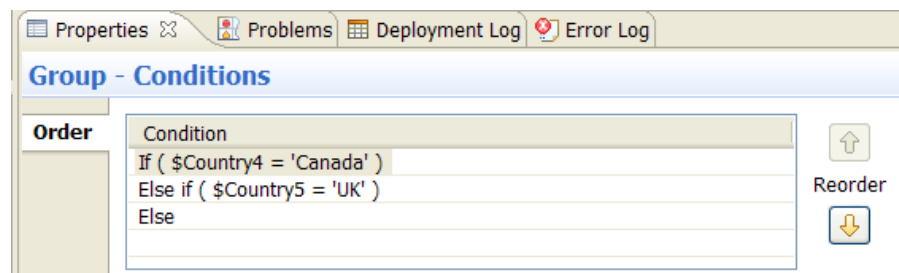 Properties Problems Deployment Log Error Log
Group - Conditions
Order
Condition
If ( $Country4 = 'Canada' )
Else if ( $Country5 = 'UK' )
Else
Reorder